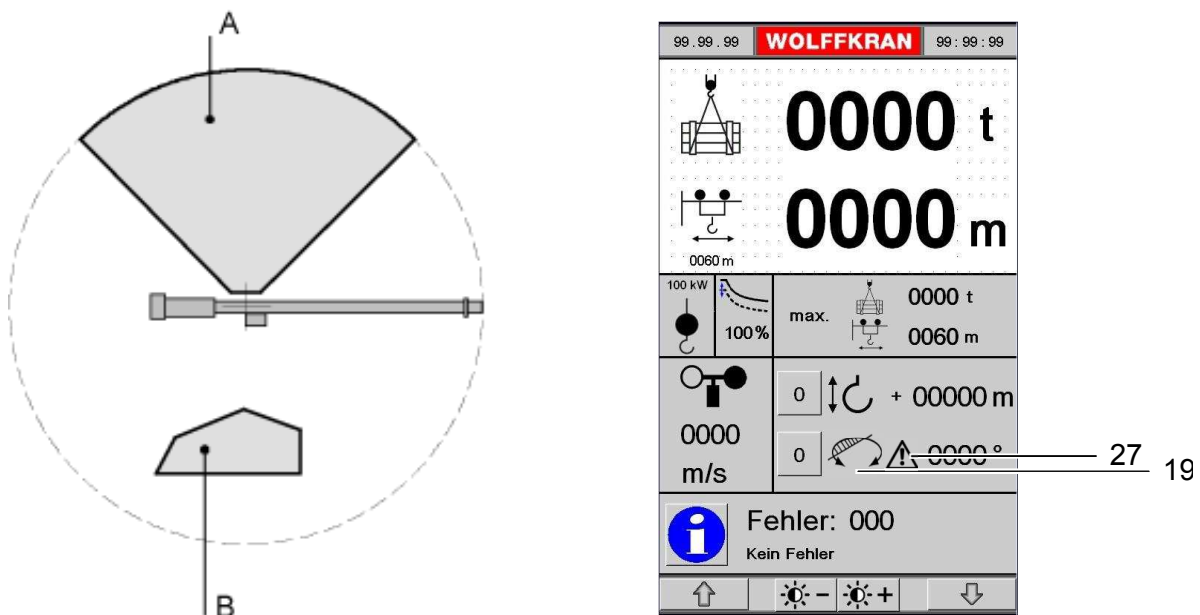 A
B
99.99.99 WOLFFKRAN 99:99:99
0000 t
0000 m
0060 m
100 kW
100%
max.
0000 t
0060 m
0000
m/s
0 + 00000 m
0 0000 °
27
19
i
Fehler: 000
Kein Fehler
- +